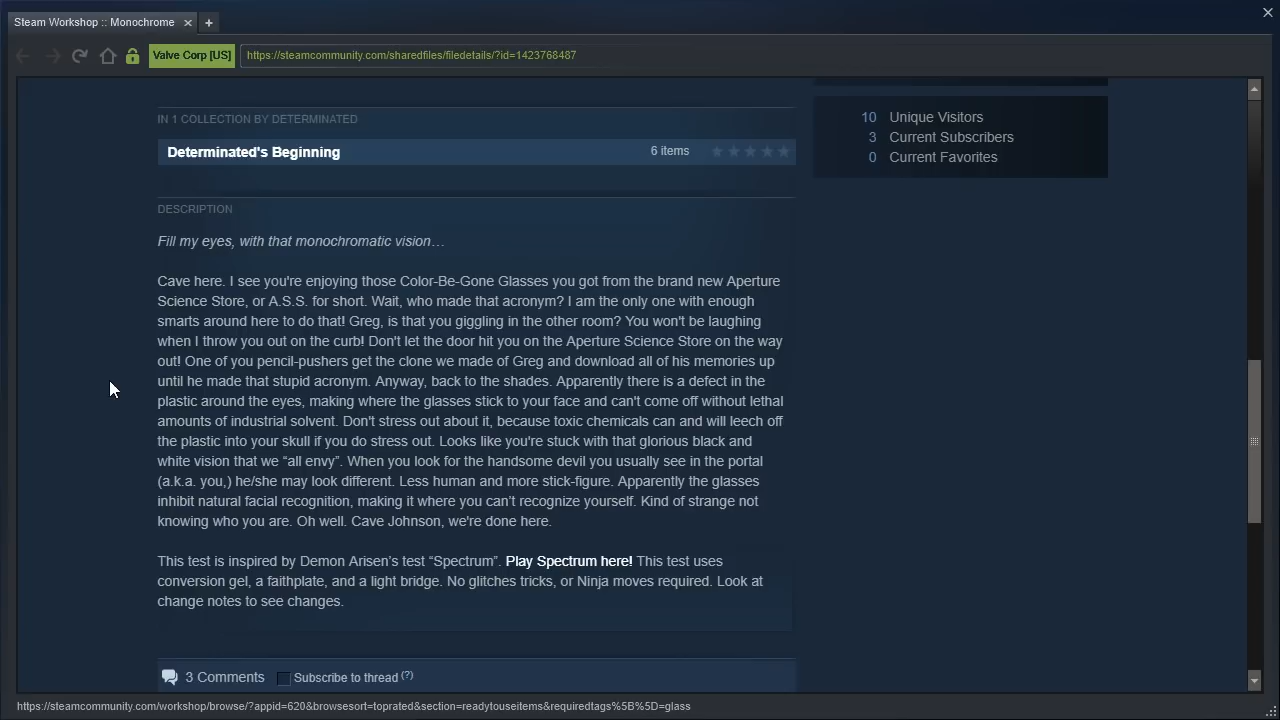 Steam Workshop :: Monochrome
Valve Corp [US] https://steamcommunity.com/sharedfiles/filedetails/?id=1423768487
IN 1 COLLECTION BY DETERMINATED
Determinated's Beginning 6 items
10 Unique Visitors
3 Current Subscribers
0 Current Favorites
DESCRIPTION
Fill my eyes, with that monochromatic vision…
Cave here. I see you're enjoying those Color-Be-Gone Glasses you got from the brand new Aperture
Science Store, or A.S.S. for short. Wait, who made that acronym? I am the only one with enough
smarts around here to do that! Greg, is that you giggling in the other room? You won't be laughing
when I throw you out on the curb! Don't let the door hit you on the Aperture Science Store on the way
out! One of you pencil-pushers get the clone we made of Greg and download all of his memories up
until he made that stupid acronym. Anyway, back to the shades. Apparently there is a defect in the
plastic around the eyes, making where the glasses stick to your face and can't come off without lethal
amounts of industrial solvent. Don't stress out about it, because toxic chemicals can and will leech off
the plastic into your skull if you do stress out. Looks like you're stuck with that glorious black and
white vision that we “all envy”. When you look for the handsome devil you usually see in the portal
(a.k.a. you,) he/she may look different. Less human and more stick-figure. Apparently the glasses
inhibit natural facial recognition, making it where you can't recognize yourself. Kind of strange not
knowing who you are. Oh well. Cave Johnson, we're done here.
This test is inspired by Demon Arisen's test “Spectrum”. Play Spectrum here! This test uses
conversion gel, a faithplate, and a light bridge. No glitches tricks, or Ninja moves required. Look at
change notes to see changes.
3 Comments Subscribe to thread (?)
https://steamcommunity.com/workshop/browse/?appid=620&browsesort=toprated&section=readytouseitems&requiredtags%5B%5D=glass